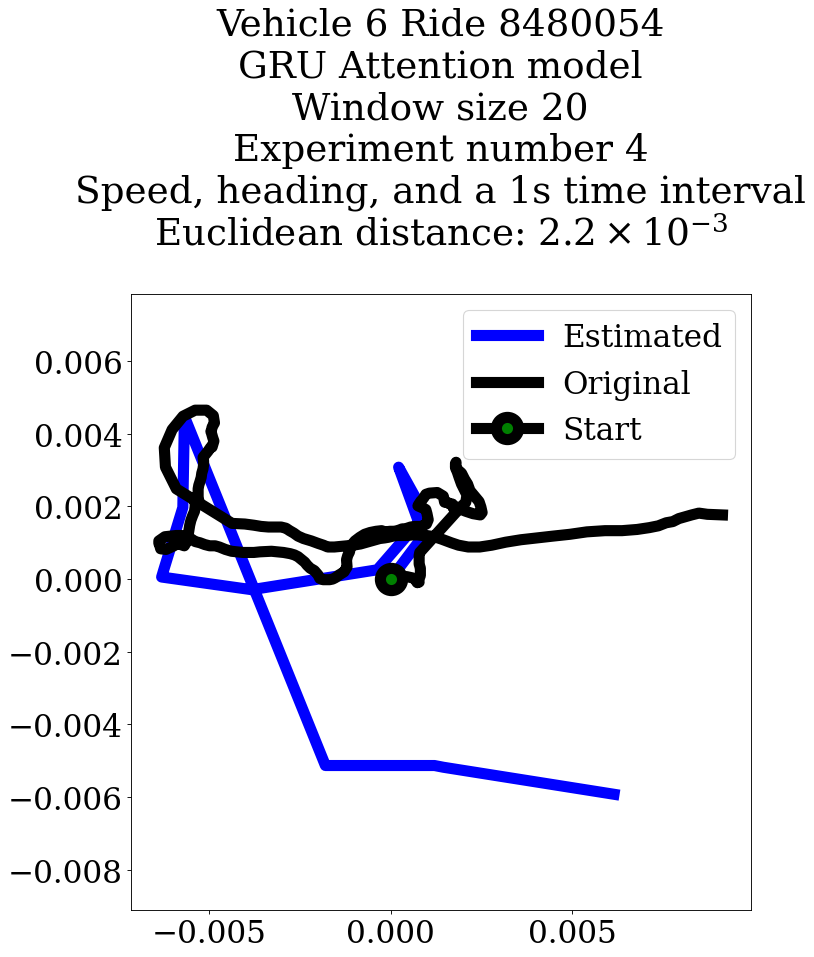 Vehicle 6 Ride 8480054
GRU Attention model
Window size 20
Experiment number 4
Speed, heading, and a 1s time interval
Euclidean distance: 2.2 × 10⁻³
Estimated
Original
Start
0.006
0.004
0.002
0.000
−0.002
−0.004
−0.006
−0.008
−0.005 0.000 0.005